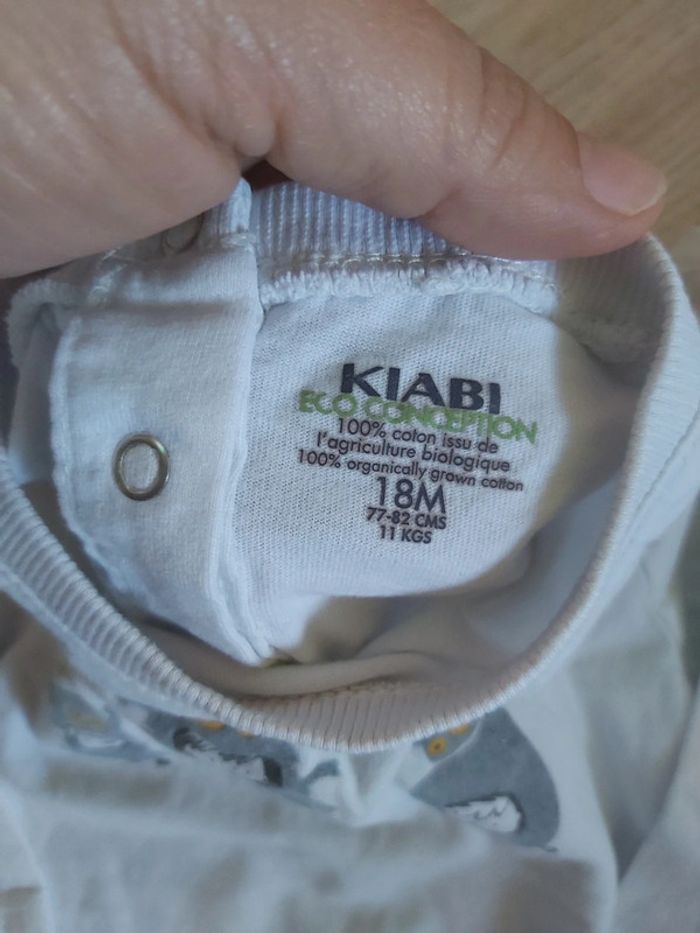 KIABI
ECO CONCEPTION
100% coton issu de
l'agriculture biologique
100% organically grown cotton
18M
77-82 CMS
11 KGS